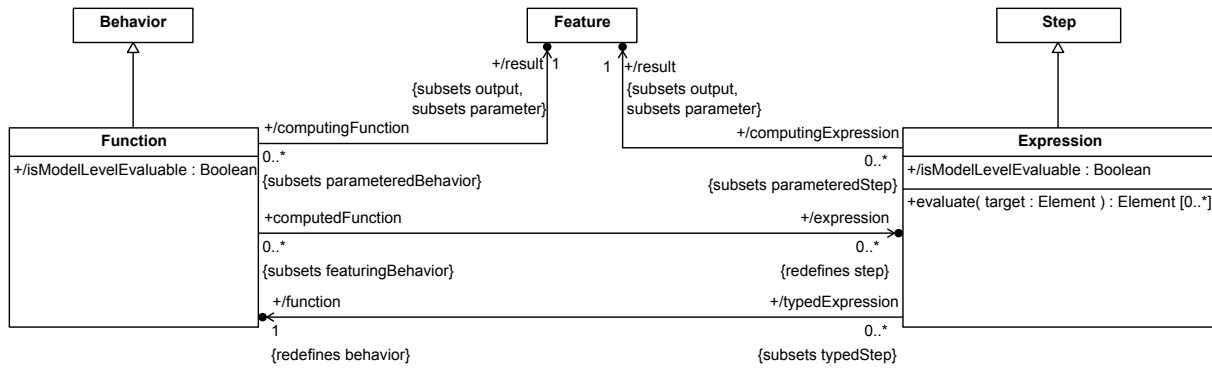 Behavior
Feature
Step
+/result
1
1
+/result
{subsets output,
subsets parameter}
{subsets output,
subsets parameter}
+/computingFunction
+/computingExpression
Function
Expression
+/isModelLevelEvaluable : Boolean
0..*
0..*
+/isModelLevelEvaluable : Boolean
{subsets parameteredBehavior}
{subsets parameteredStep}
+evaluate( target : Element ) : Element [0..*]
+computedFunction
+/expression
0..*
0..*
{subsets featuringBehavior}
{redefines step}
+/function
+/typedExpression
1
0..*
{redefines behavior}
{subsets typedStep}